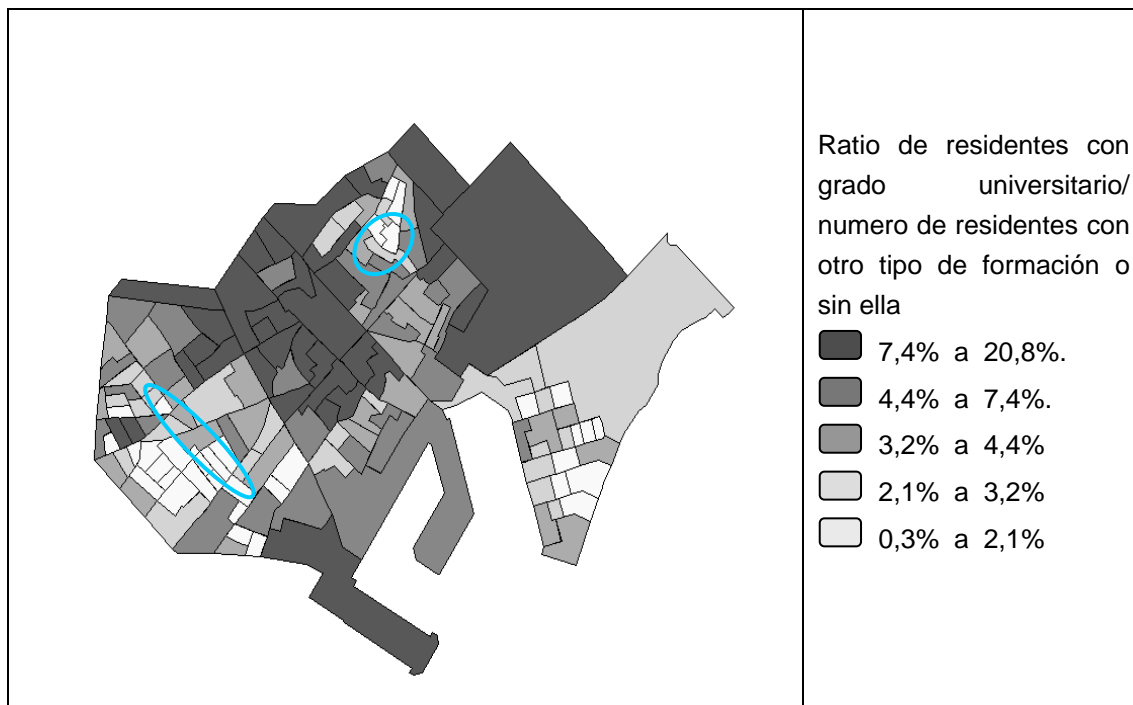 Ratio de residentes con
grado universitario/
numero de residentes con
otro tipo de formación o
sin ella
7,4% a 20,8%.
4,4% a 7,4%.
3,2% a 4,4%
2,1% a 3,2%
0,3% a 2,1%